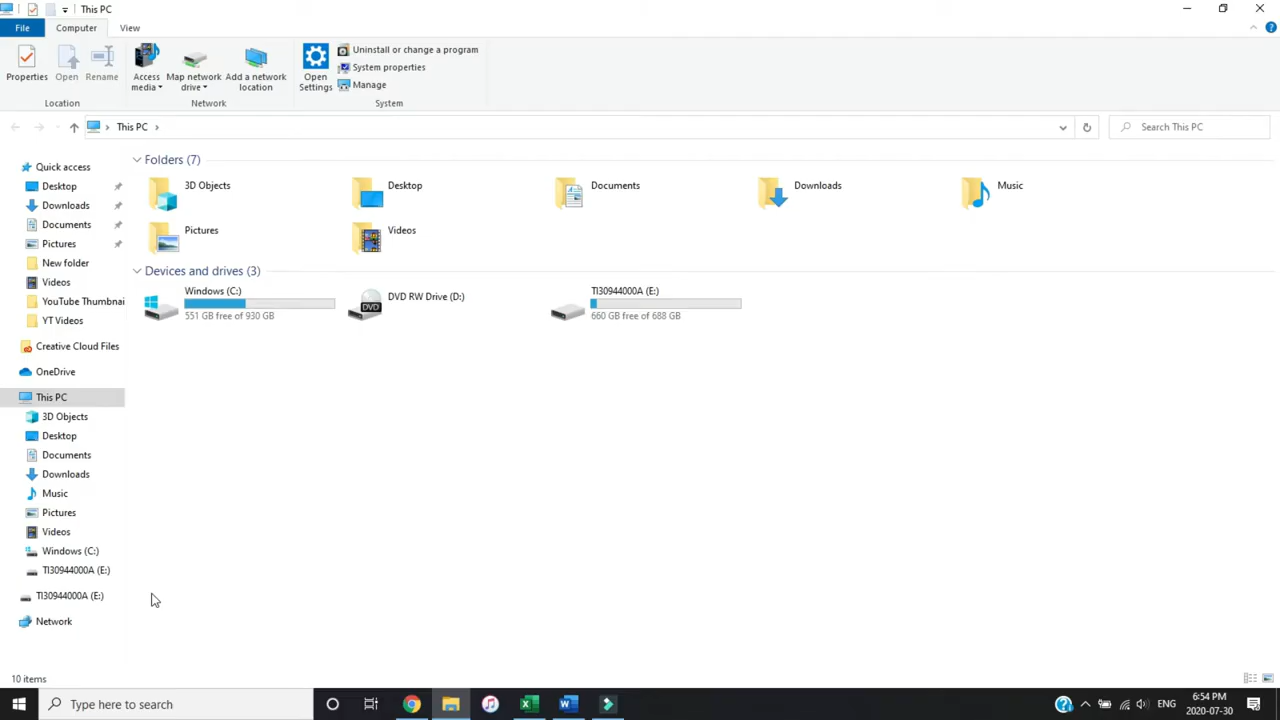 This PC
File
Computer
View
Properties
Open
Rename
Access media
Map network drive
Add a network location
Open Settings
Uninstall or change a program
System properties
Manage
Location
Network
System
This PC
Search This PC
Quick access
Desktop
Downloads
Documents
Pictures
New folder
Videos
YouTube Thumbnai
YT Videos
Creative Cloud Files
OneDrive
This PC
3D Objects
Desktop
Documents
Downloads
Music
Pictures
Videos
Windows (C:)
TI30944000A (E:)
TI30944000A (E:)
Network
Folders (7)
3D Objects
Desktop
Documents
Downloads
Music
Pictures
Videos
Devices and drives (3)
Windows (C:)
551 GB free of 930 GB
DVD RW Drive (D:)
DVD
TI30944000A (E:)
660 GB free of 688 GB
10 items
Type here to search
ENG
6:54 PM
2020-07-30